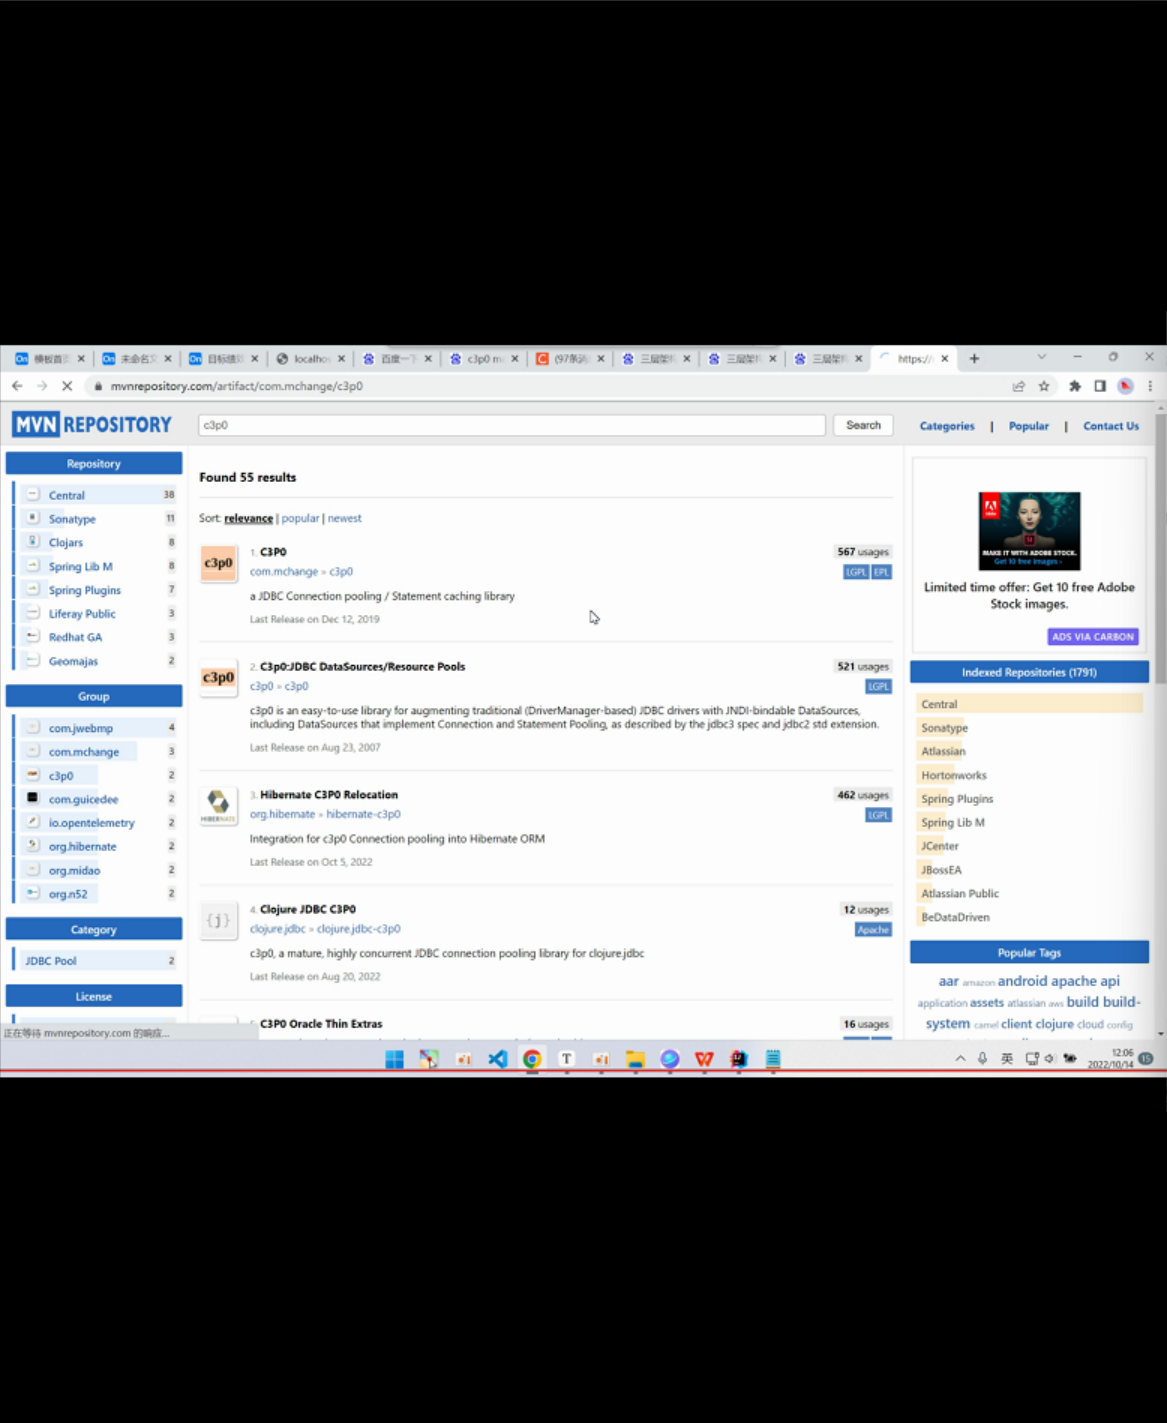 模板首
未命名文
目标绩效
localho
百度一下
c3p0 m
(97条消
三层架构
三层架构
三层架构
https://
mvnrepository.com/artifact/com.mchange/c3p0
MVN REPOSITORY
c3p0
Search
Categories | Popular | Contact Us
Repository
Central 38
Sonatype 11
Clojars 8
Spring Lib M 8
Spring Plugins 7
Liferay Public 3
Redhat GA 3
Geomajas 2
Group
com.jwebmp 4
com.mchange 3
c3p0 2
com.guicedee 2
io.opentelemetry 2
org.hibernate 2
org.midao 2
org.n52 2
Category
JDBC Pool 2
License
正在等待 mvnrepository.com 的响应...
Found 55 results
Sort: relevance | popular | newest
c3p0
1. C3P0
567 usages
com.mchange » c3p0
LGPL EPL
a JDBC Connection pooling / Statement caching library
Last Release on Dec 12, 2019
c3p0
2. C3p0:JDBC DataSources/Resource Pools
521 usages
c3p0 » c3p0
LGPL
c3p0 is an easy-to-use library for augmenting traditional (DriverManager-based) JDBC drivers with JNDI-bindable DataSources,
including DataSources that implement Connection and Statement Pooling, as described by the jdbc3 spec and jdbc2 std extension.
Last Release on Aug 23, 2007
HIBERNATE
3. Hibernate C3P0 Relocation
462 usages
org.hibernate » hibernate-c3p0
LGPL
Integration for c3p0 Connection pooling into Hibernate ORM
Last Release on Oct 5, 2022
{j}
4. Clojure JDBC C3P0
12 usages
clojure.jdbc » clojure.jdbc-c3p0
Apache
c3p0, a mature, highly concurrent JDBC connection pooling library for clojure.jdbc
Last Release on Aug 20, 2022
C3P0 Oracle Thin Extras
16 usages
MAKE IT WITH ADOBE STOCK.
Get 10 free images ›
Limited time offer: Get 10 free Adobe
Stock images.
ADS VIA CARBON
Indexed Repositories (1791)
Central
Sonatype
Atlassian
Hortonworks
Spring Plugins
Spring Lib M
JCenter
JBossEA
Atlassian Public
BeDataDriven
Popular Tags
aar amazon android apache api
application assets atlassian aws build build-
system camel client clojure cloud config
英
12:06
2022/10/14
15